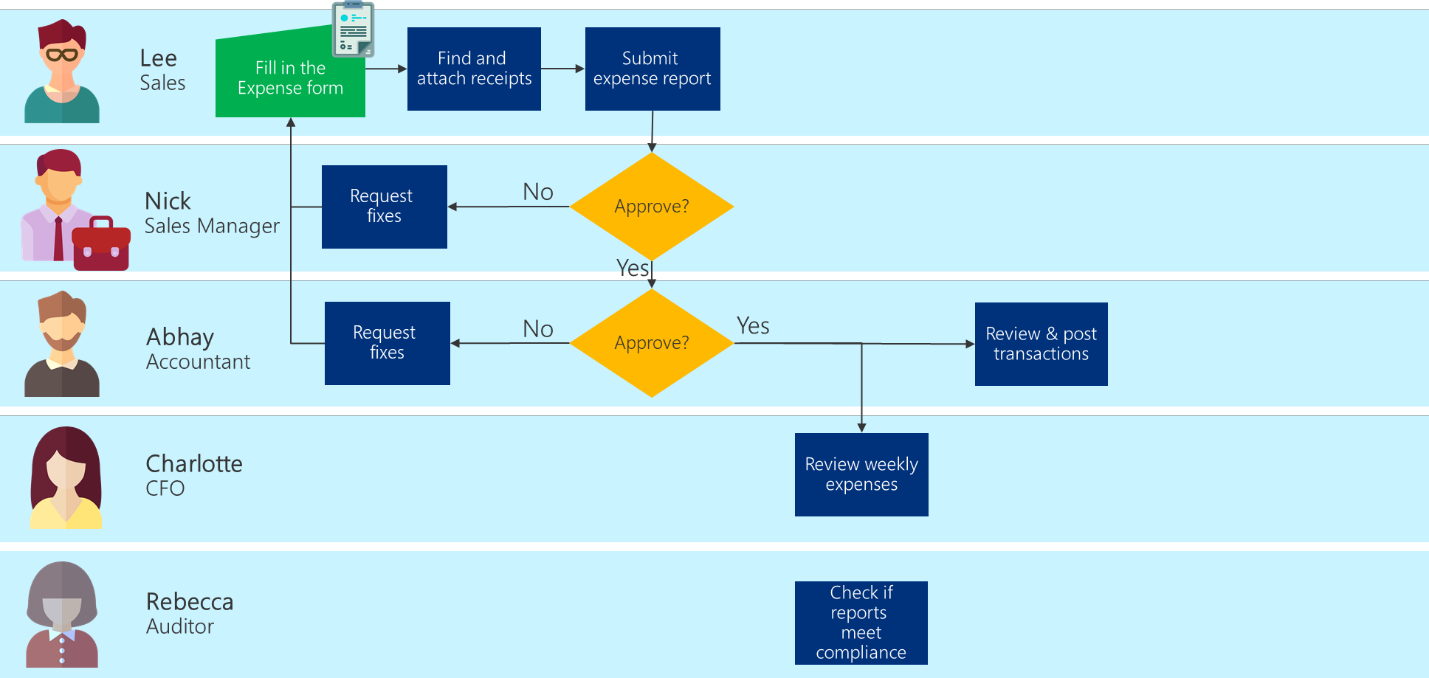 Lee
Sales
Fill in the
Expense form
Find and
attach receipts
Submit
expense report
Nick
Sales Manager
Request
fixes
No
Approve?
Yes
Abhay
Accountant
Request
fixes
No
Approve?
Yes
Review & post
transactions
Charlotte
CFO
Review weekly
expenses
Rebecca
Auditor
Check if
reports
meet
compliance